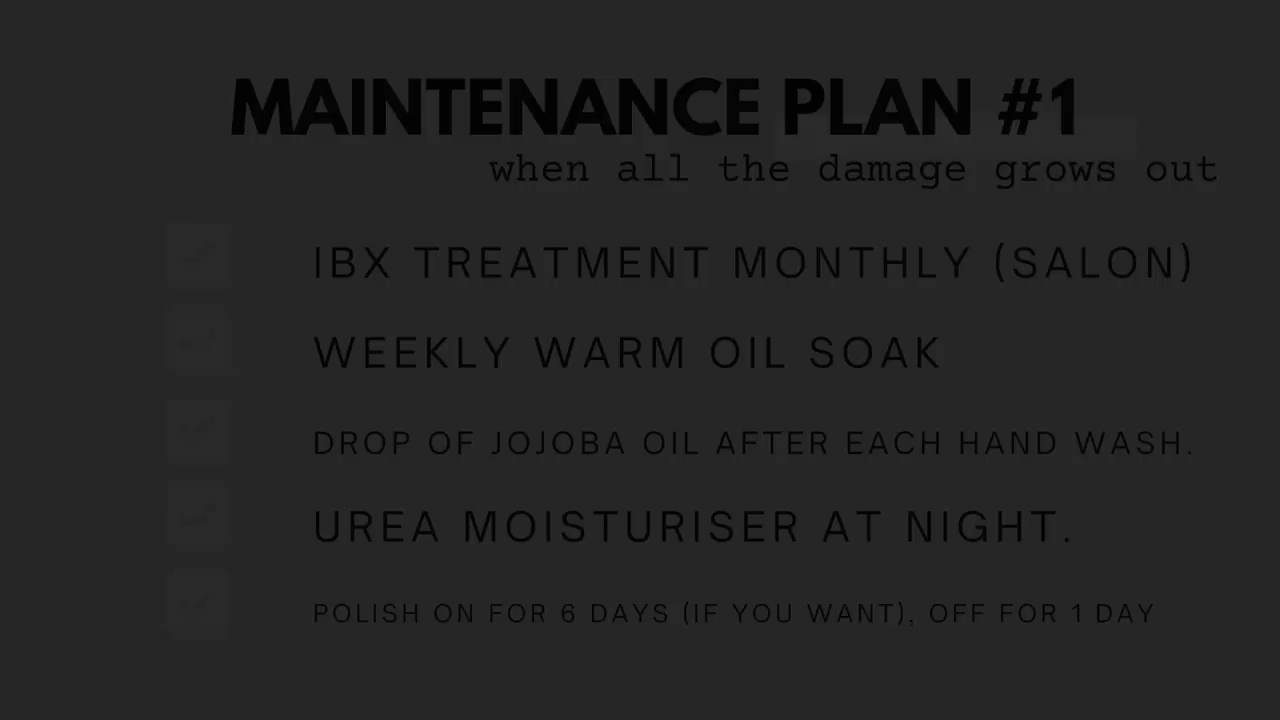 MAINTENANCE PLAN #1
when all the damage grows out
IBX TREATMENT MONTHLY (SALON)
WEEKLY WARM OIL SOAK
DROP OF JOJOBA OIL AFTER EACH HAND WASH.
UREA MOISTURISER AT NIGHT.
POLISH ON FOR 6 DAYS (IF YOU WANT), OFF FOR 1 DAY